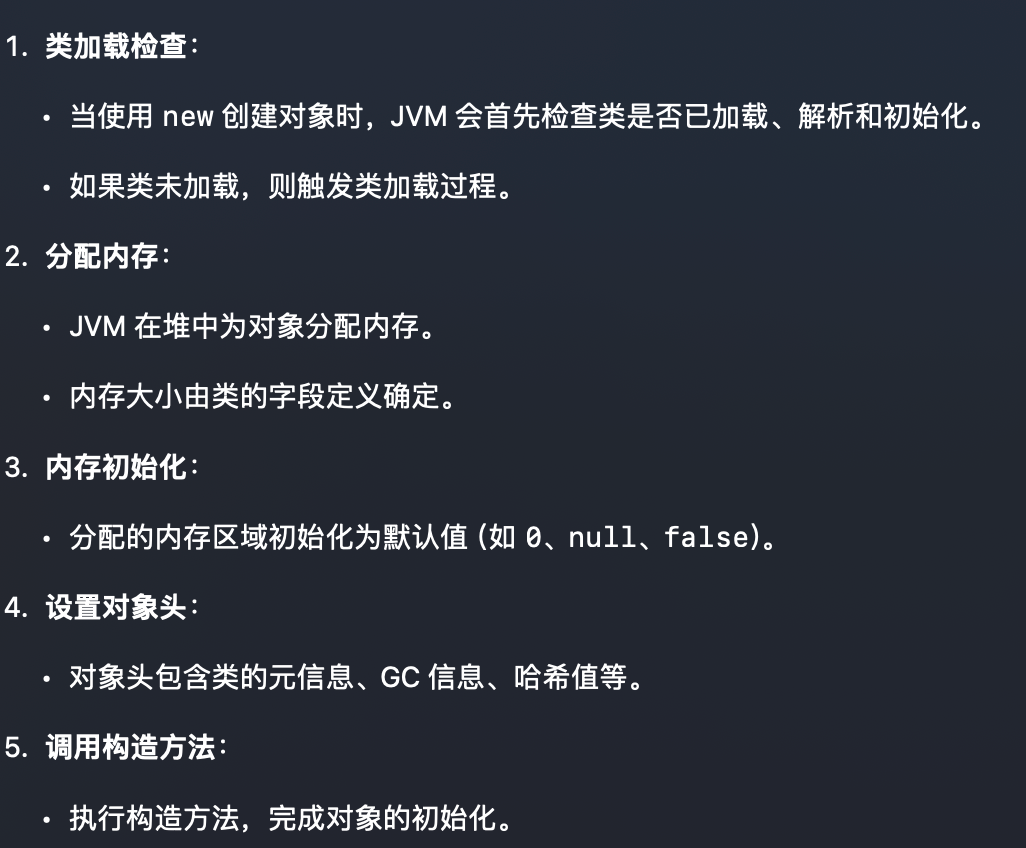 1. 类加载检查：
• 当使用 new 创建对象时，JVM 会首先检查类是否已加载、解析和初始化。
• 如果类未加载，则触发类加载过程。
2. 分配内存：
• JVM 在堆中为对象分配内存。
• 内存大小由类的字段定义确定。
3. 内存初始化：
• 分配的内存区域初始化为默认值 (如 0、null、false)。
4. 设置对象头：
• 对象头包含类的元信息、GC 信息、哈希值等。
5. 调用构造方法：
• 执行构造方法，完成对象的初始化。